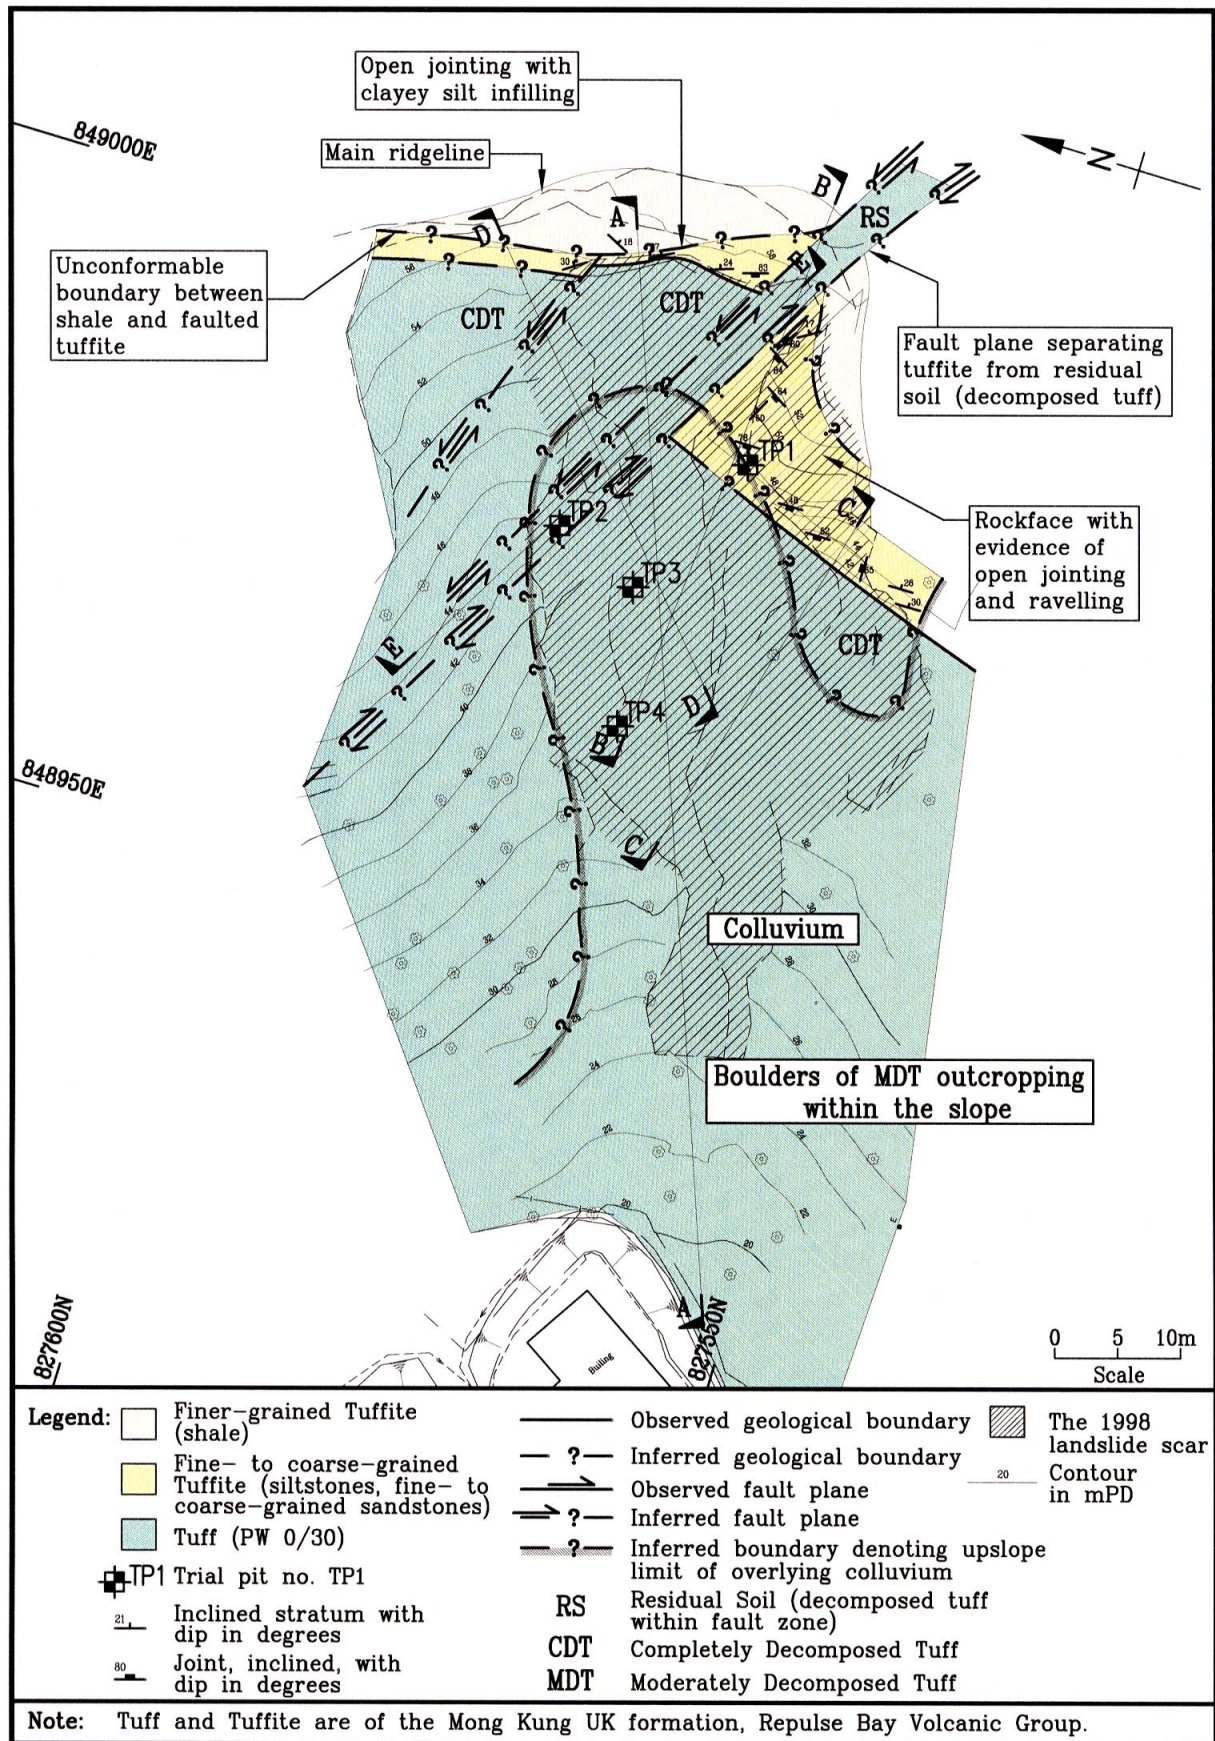 Open jointing with
clayey silt infilling
849000E
Main ridgeline
N
B
RS
A
D
Unconformable
boundary between
shale and faulted
tuffite
CDT
CDT
E
Fault plane separating
tuffite from residual
soil (decomposed tuff)
TP1
TP2
C
Rockface with
evidence of
open jointing
and ravelling
TP3
E
CDT
TP4
D
B
848950E
C
Colluvium
Boulders of MDT outcropping
within the slope
A
827600N
827550N
Builing
0 5 10m
Scale
Legend:
Finer-grained Tuffite
(shale)
Fine- to coarse-grained
Tuffite (siltstones, fine- to
coarse-grained sandstones)
Tuff (PW 0/30)
TP1 Trial pit no. TP1
21 Inclined stratum with
dip in degrees
80 Joint, inclined, with
dip in degrees
Observed geological boundary
? Inferred geological boundary
Observed fault plane
? Inferred fault plane
? Inferred boundary denoting upslope
limit of overlying colluvium
RS Residual Soil (decomposed tuff
within fault zone)
CDT Completely Decomposed Tuff
MDT Moderately Decomposed Tuff
The 1998
landslide scar
20 Contour
in mPD
Note: Tuff and Tuffite are of the Mong Kung UK formation, Repulse Bay Volcanic Group.